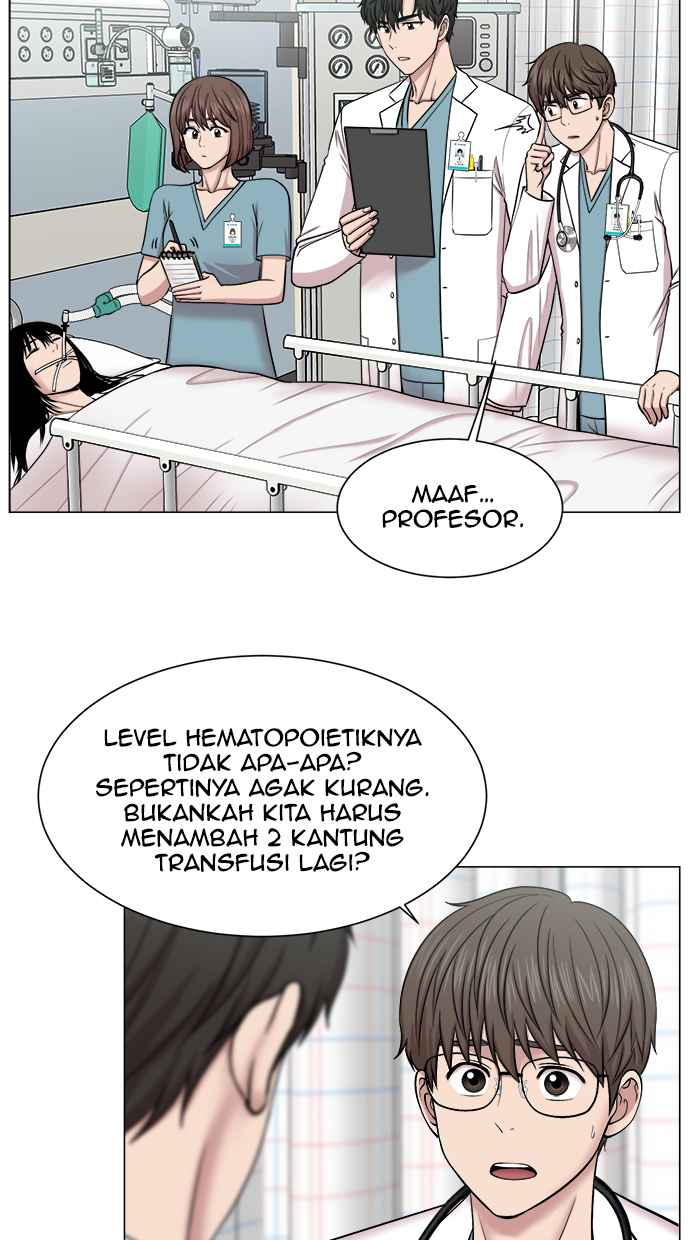 MAAF...
PROFESOR.
LEVEL HEMATOPOIETIKNYA
TIDAK APA-APA?
SEPERTINYA AGAK KURANG.
BUKANKAH KITA HARUS
MENAMBAH 2 KANTUNG
TRANSFUSI LAGI?